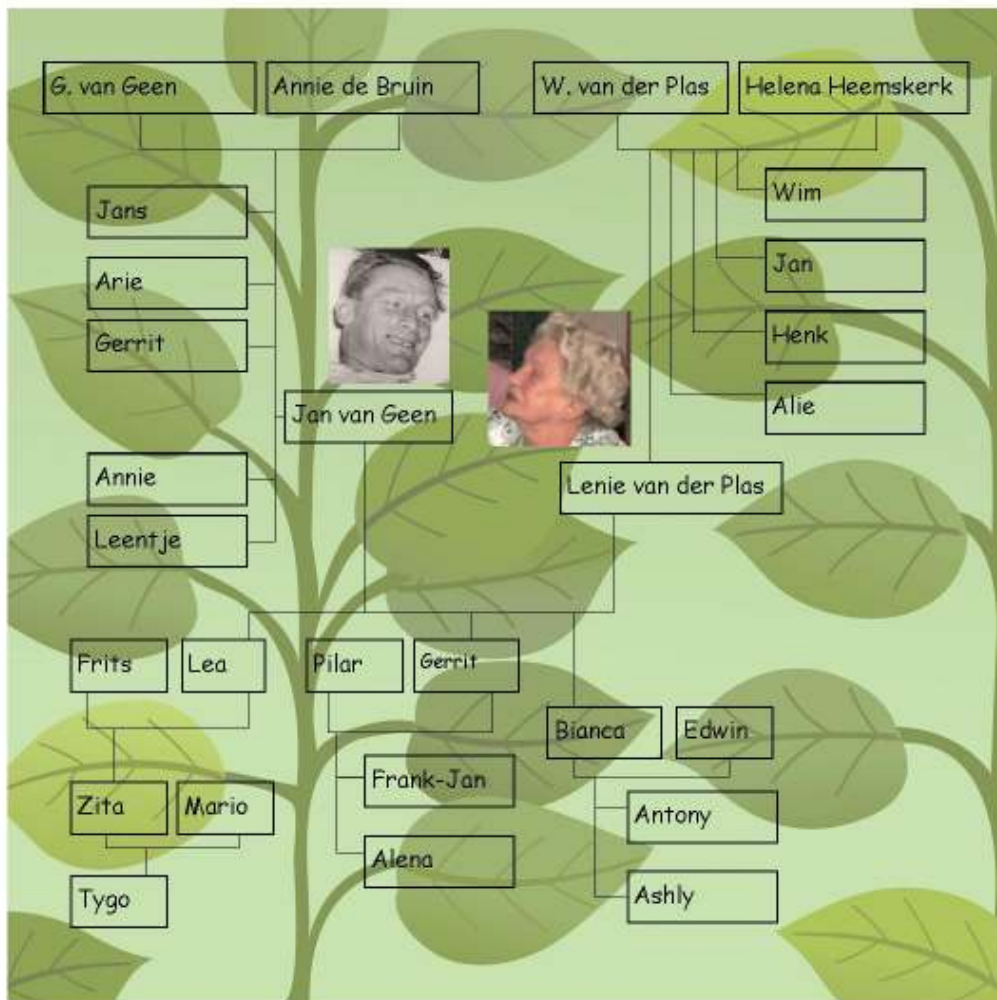 G. van Geen
Annie de Bruin
W. van der Plas
Helena Heemskerk
Jans
Arie
Gerrit
Jan van Geen
Annie
Leentje
Wim
Jan
Henk
Alie
Lenie van der Plas
Frits
Lea
Pilar
Gerrit
Bianca
Edwin
Zita
Mario
Tygo
Frank-Jan
Alena
Antony
Ashly